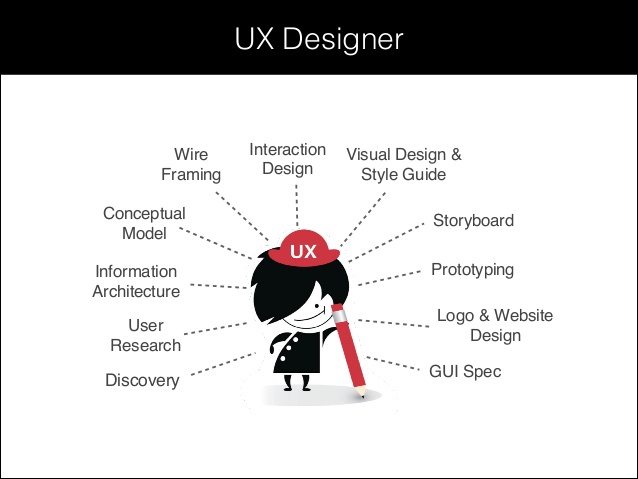 UX Designer
Wire
Framing
Interaction
Design
Visual Design &
Style Guide
Conceptual
Model
Storyboard
UX
Information
Architecture
Prototyping
User
Research
Logo & Website
Design
Discovery
GUI Spec